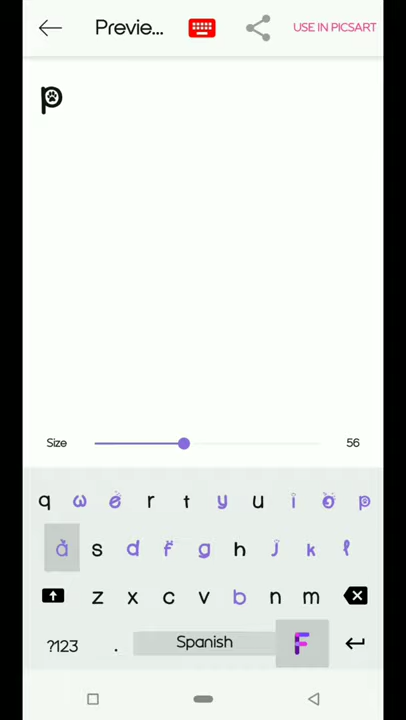 Previe... USE IN PICSART
p
Size 56
q ω ė r t y u i o p
ǎ s d ř g h j k ℓ
z x c v b n m
?123 . Spanish F